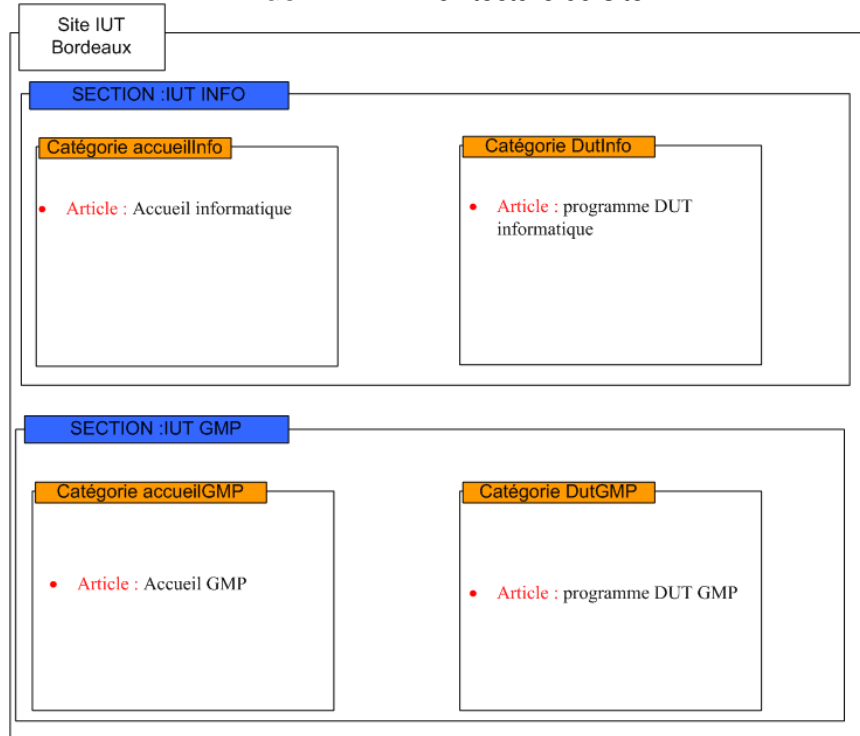 Site IUT
Bordeaux
SECTION :IUT INFO
Catégorie accueilInfo
Catégorie DutInfo
• Article : Accueil informatique
• Article : programme DUT
informatique
SECTION :IUT GMP
Catégorie accueilGMP
Catégorie DutGMP
• Article : Accueil GMP
• Article : programme DUT GMP